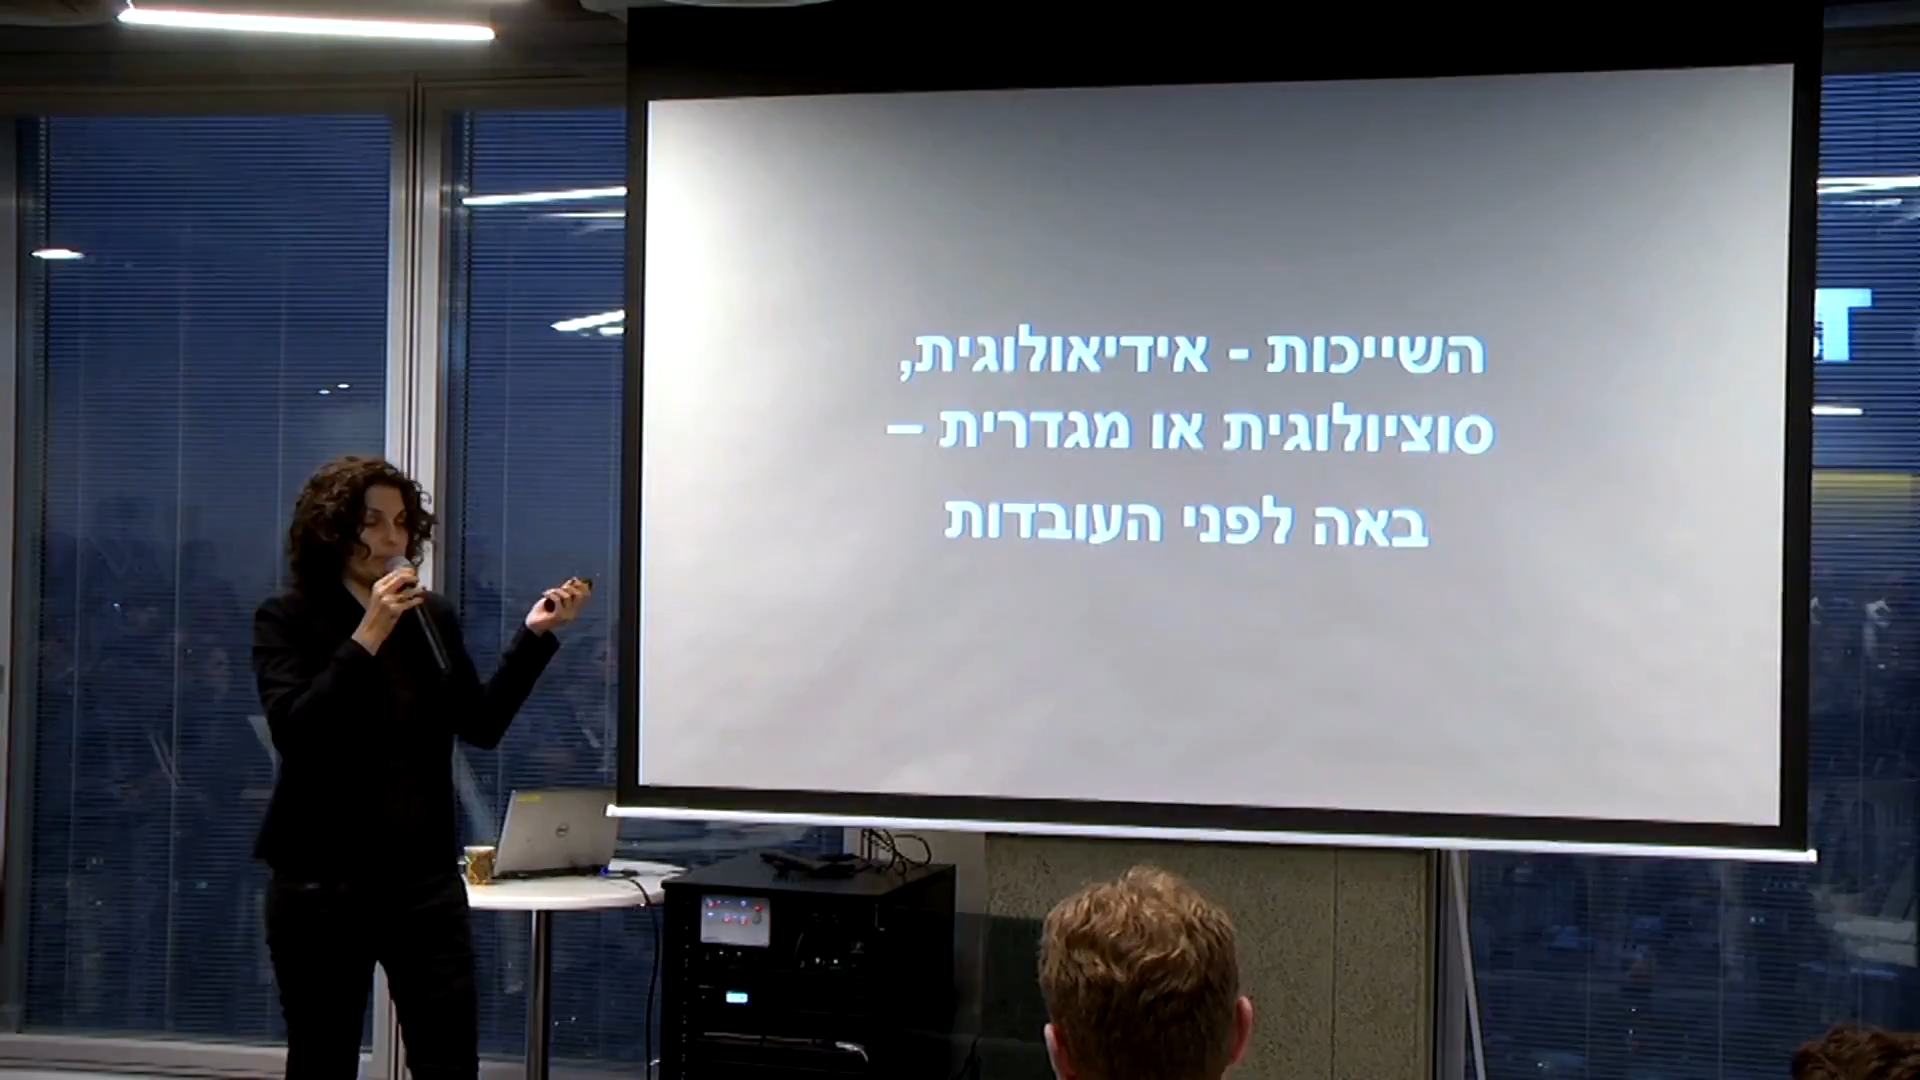 השייכות - אידיאולוגית,
סוציולוגית או מגדרית –
באה לפני העובדות